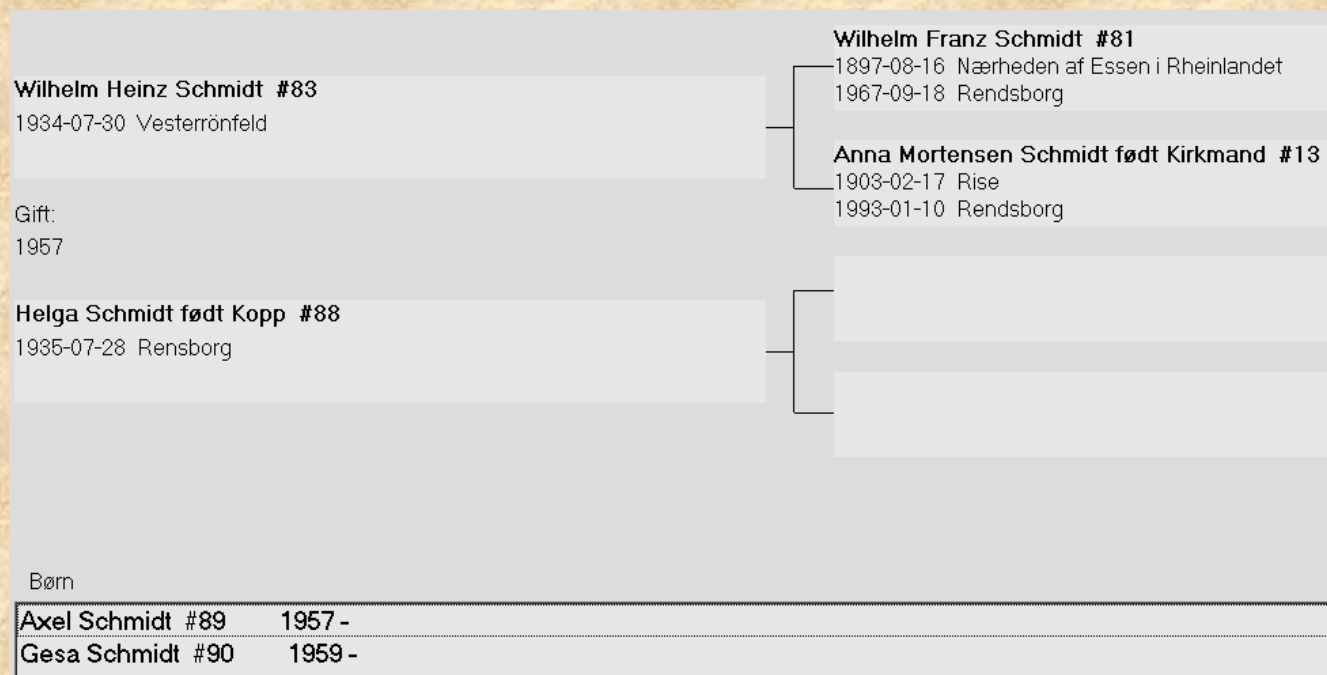 Wilhelm Heinz Schmidt #83
1934-07-30 Vesterrönfeld
Gift:
1957
Helga Schmidt født Kopp #88
1935-07-28 Rensborg
Wilhelm Franz Schmidt #81
1897-08-16 Nærheden af Essen i Rheinlandet
1967-09-18 Rendsborg
Anna Mortensen Schmidt født Kirkmand #13
1903-02-17 Rise
1993-01-10 Rendsborg
Børn
Axel Schmidt #89 1957 -
Gesa Schmidt #90 1959 -